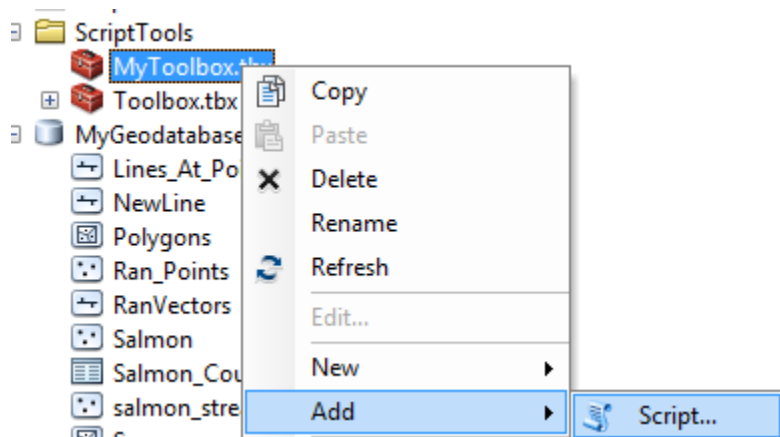 ScriptTools
MyToolbox.tbx
Toolbox.tbx
MyGeodatabase
Lines_At_Po
NewLine
Polygons
Ran_Points
RanVectors
Salmon
Salmon_Cou
salmon_stre
Copy
Paste
Delete
Rename
Refresh
Edit...
New
Add
Script...